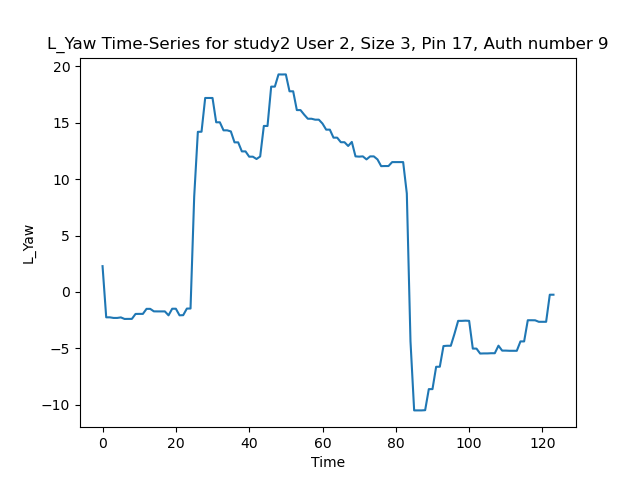 L_Yaw Time-Series for study2 User 2, Size 3, Pin 17, Auth number 9
20
15
10
5
0
−5
−10
L_Yaw
0 20 40 60 80 100 120
Time